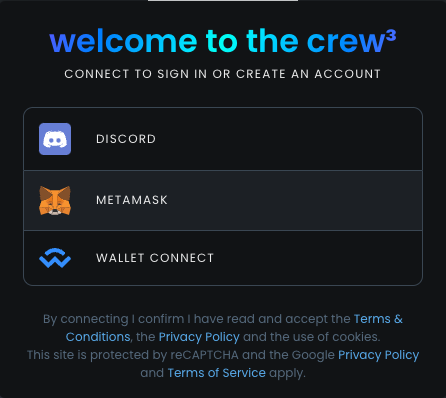 welcome to the crew³
CONNECT TO SIGN IN OR CREATE AN ACCOUNT
DISCORD
METAMASK
WALLET CONNECT
By connecting I confirm I have read and accept the Terms &
Conditions, the Privacy Policy and the use of cookies.
This site is protected by reCAPTCHA and the Google Privacy Policy
and Terms of Service apply.